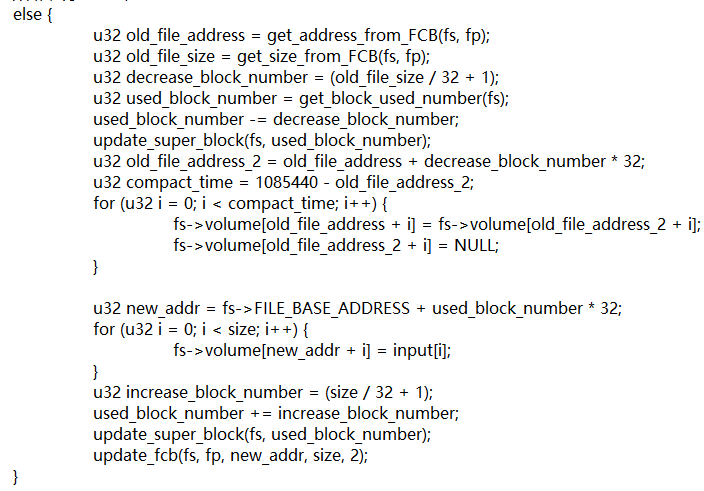 else {
u32 old_file_address = get_address_from_FCB(fs, fp);
u32 old_file_size = get_size_from_FCB(fs, fp);
u32 decrease_block_number = (old_file_size / 32 + 1);
u32 used_block_number = get_block_used_number(fs);
used_block_number -= decrease_block_number;
update_super_block(fs, used_block_number);
u32 old_file_address_2 = old_file_address + decrease_block_number * 32;
u32 compact_time = 1085440 - old_file_address_2;
for (u32 i = 0; i < compact_time; i++) {
fs->volume[old_file_address + i] = fs->volume[old_file_address_2 + i];
fs->volume[old_file_address_2 + i] = NULL;
}
u32 new_addr = fs->FILE_BASE_ADDRESS + used_block_number * 32;
for (u32 i = 0; i < size; i++) {
fs->volume[new_addr + i] = input[i];
}
u32 increase_block_number = (size / 32 + 1);
used_block_number += increase_block_number;
update_super_block(fs, used_block_number);
update_fcb(fs, fp, new_addr, size, 2);
}